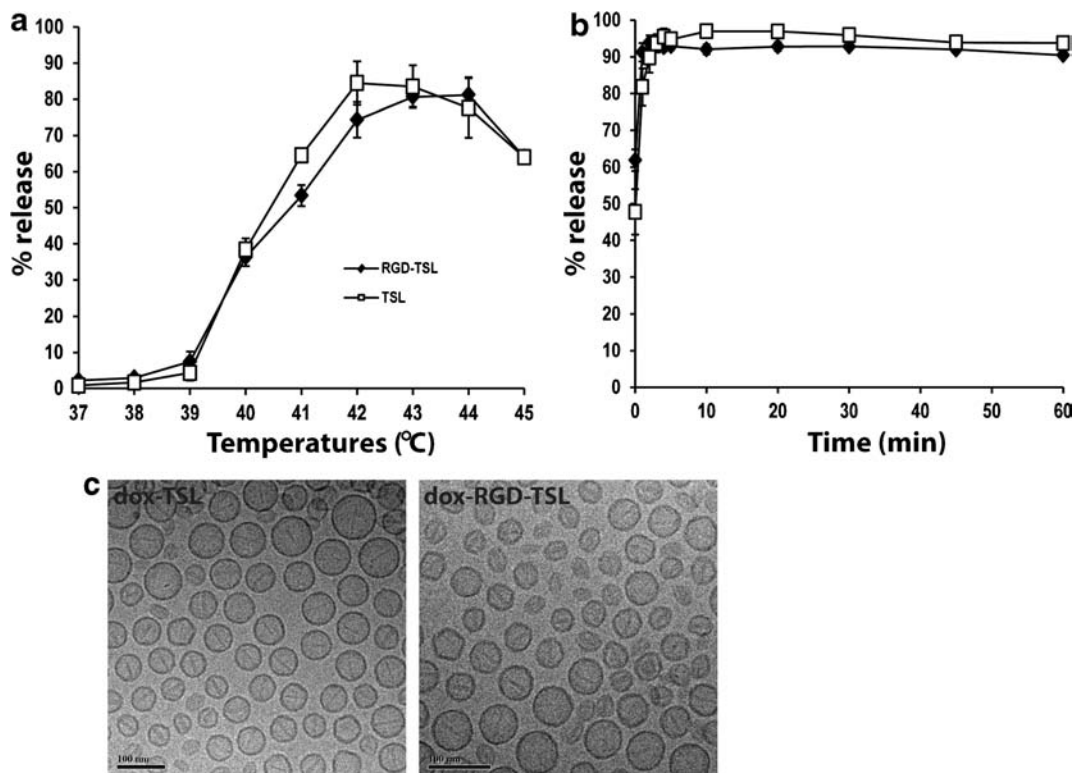 a
100
90
80
70
60
50
40
30
20
10
0
% release
37 38 39 40 41 42 43 44 45
Temperatures (°C)
RGD-TSL
TSL
b
100
90
80
70
60
50
40
30
20
10
0
% release
0 10 20 30 40 50 60
Time (min)
c
dox-TSL
100 nm
dox-RGD-TSL
100 nm